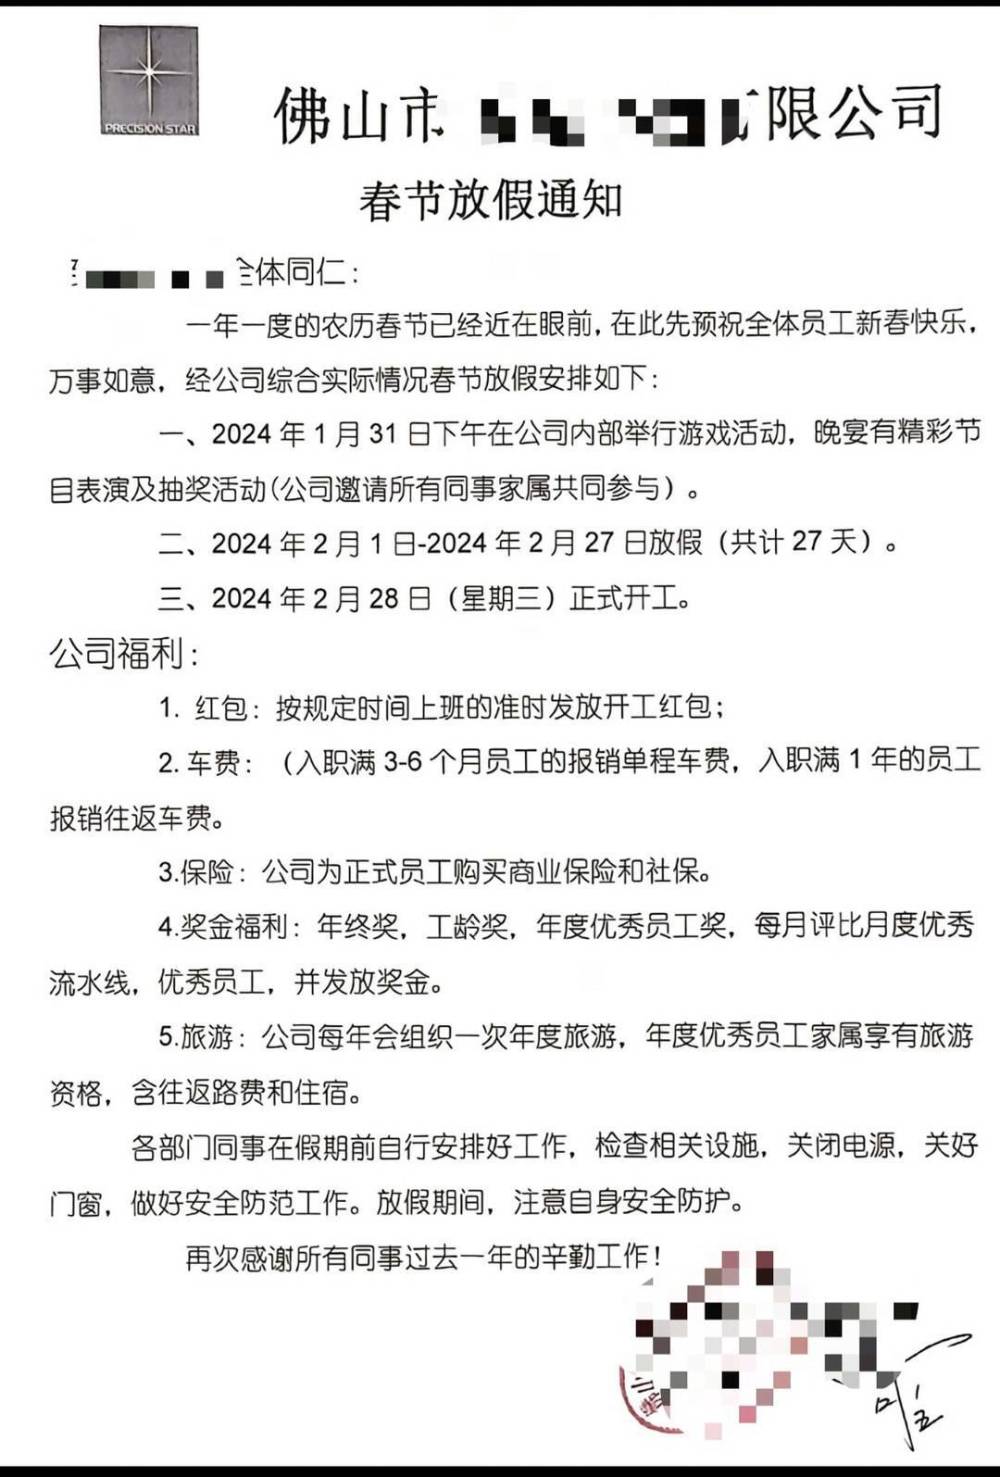 PRECISION STAR
佛山市 限公司
春节放假通知
全体同仁：
一年一度的农历春节已经近在眼前，在此先预祝全体员工新春快乐，
万事如意，经公司综合实际情况春节放假安排如下：
一、2024 年 1 月 31 日下午在公司内部举行游戏活动，晚宴有精彩节
目表演及抽奖活动(公司邀请所有同事家属共同参与）。
二、2024 年 2 月 1 日-2024 年 2 月 27 日放假（共计 27 天）。
三、2024 年 2 月 28 日（星期三）正式开工。
公司福利：
1. 红包：按规定时间上班的准时发放开工红包；
2. 车费：（入职满 3-6 个月员工的报销单程车费，入职满 1 年的员工
报销往返车费。
3.保险：公司为正式员工购买商业保险和社保。
4.奖金福利：年终奖，工龄奖，年度优秀员工奖，每月评比月度优秀
流水线，优秀员工，并发放奖金。
5.旅游：公司每年会组织一次年度旅游，年度优秀员工家属享有旅游
资格，含往返路费和住宿。
各部门同事在假期前自行安排好工作，检查相关设施，关闭电源，关好
门窗，做好安全防范工作。放假期间，注意自身安全防护。
再次感谢所有同事过去一年的辛勤工作！